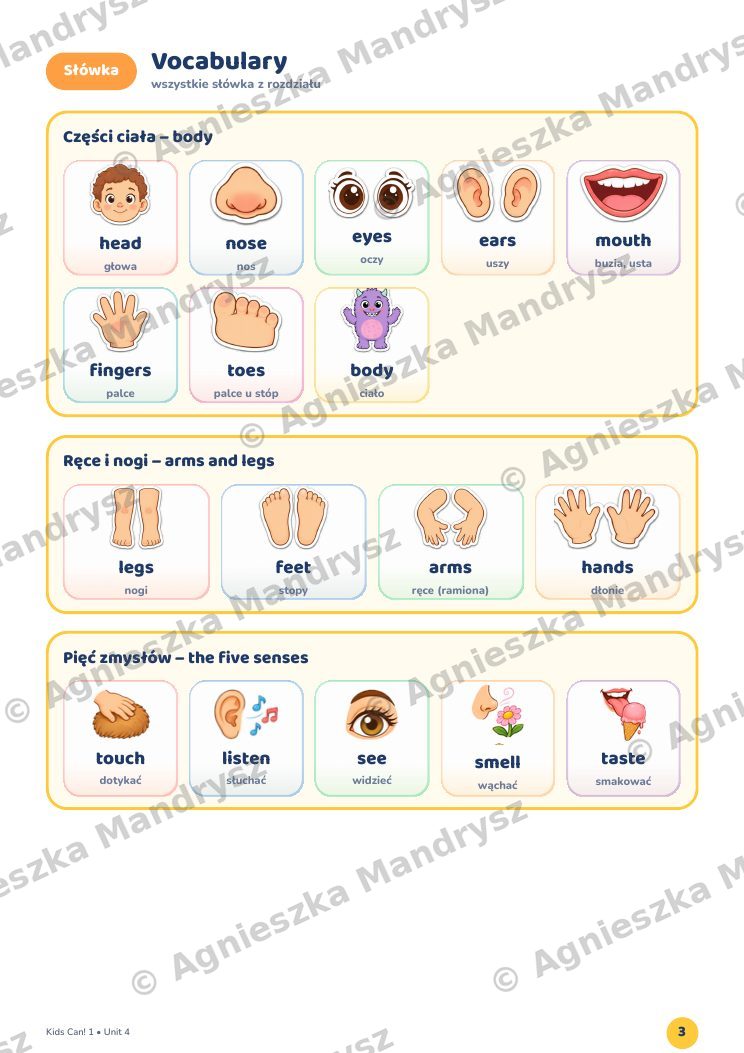 Słówka
Vocabulary
wszystkie słówka z rozdziału
Części ciała – body
head
głowa
nose
nos
eyes
oczy
ears
uszy
mouth
buzia, usta
fingers
palce
toes
palce u stóp
body
ciało
Ręce i nogi – arms and legs
legs
nogi
feet
stopy
arms
ręce (ramiona)
hands
dłonie
Pięć zmysłów – the five senses
touch
dotykać
listen
słuchać
see
widzieć
smell
wąchać
taste
smakować
Kids Can! 1 • Unit 4
3
© Agnieszka Mandrysz